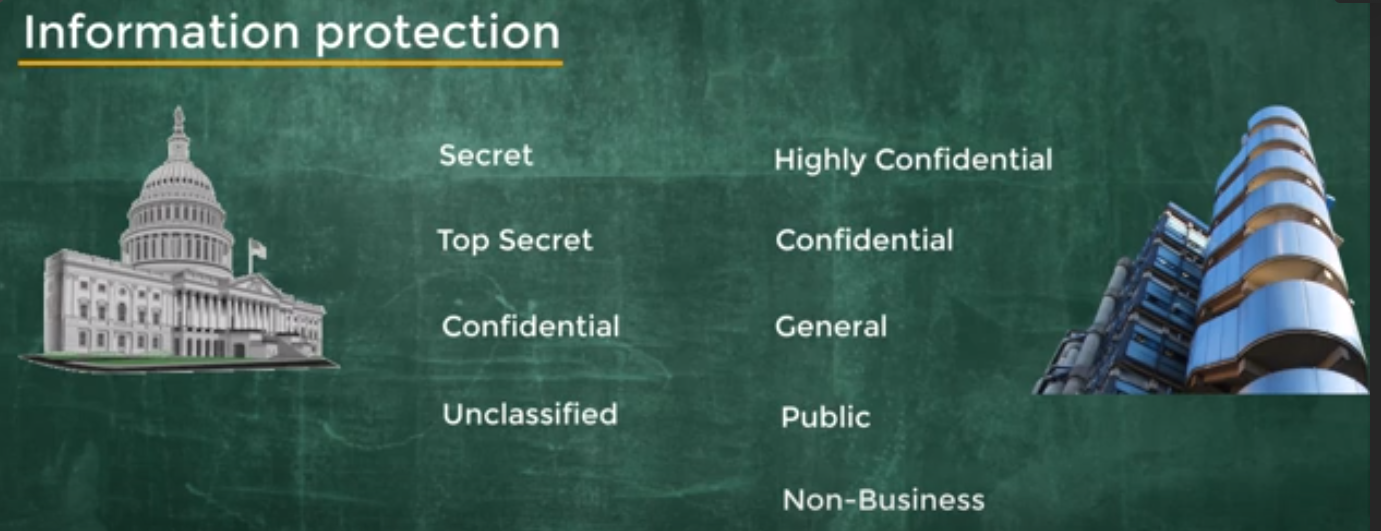 Information protection
Secret
Top Secret
Confidential
Unclassified
Highly Confidential
Confidential
General
Public
Non-Business